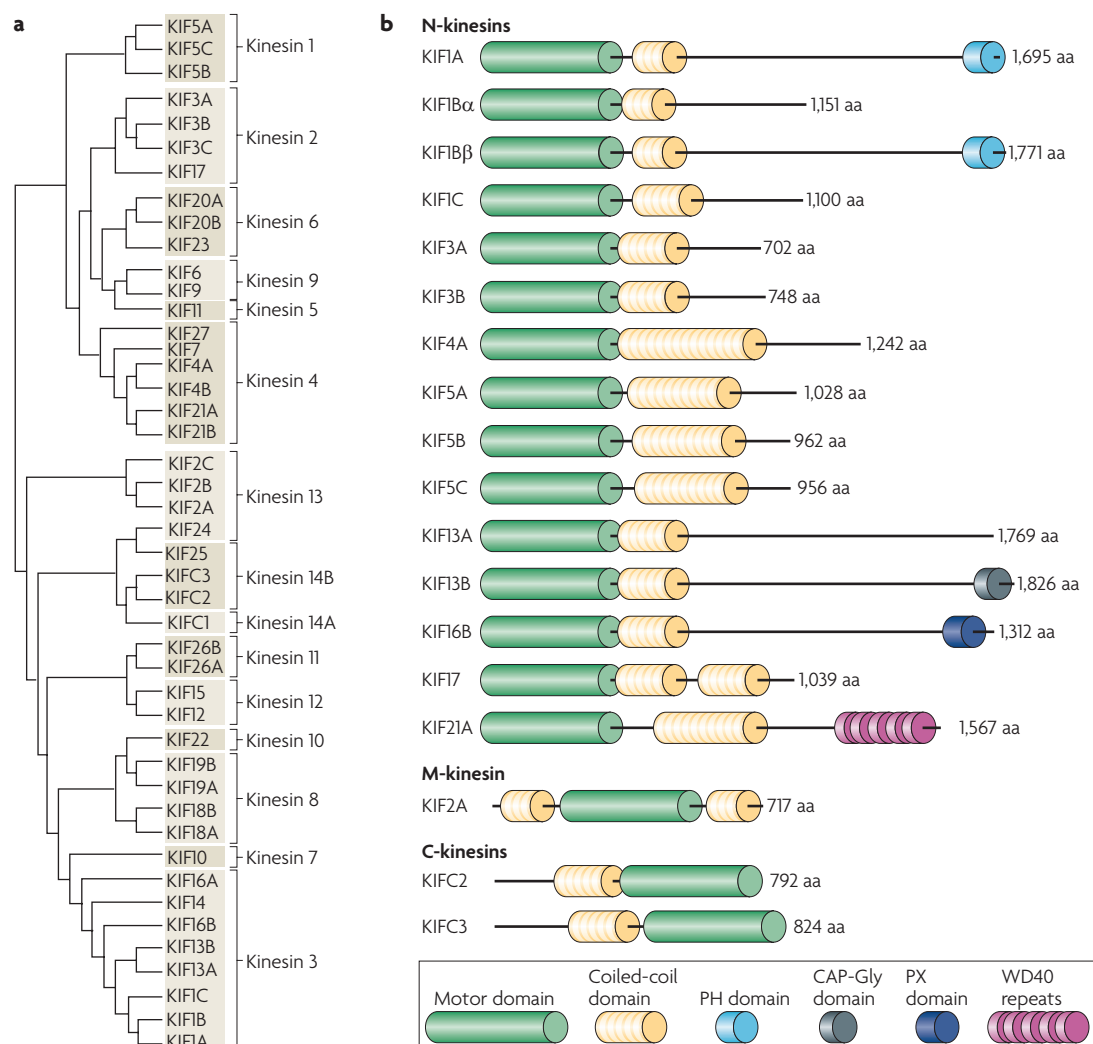 a
KIF5A
KIF5C
KIF5B
Kinesin 1
KIF3A
KIF3B
KIF3C
KIF17
Kinesin 2
KIF20A
KIF20B
KIF23
Kinesin 6
KIF6
KIF9
Kinesin 9
KIF11
Kinesin 5
KIF27
KIF7
KIF4A
KIF4B
KIF21A
KIF21B
Kinesin 4
KIF2C
KIF2B
KIF2A
KIF24
Kinesin 13
KIF25
KIFC3
KIFC2
Kinesin 14B
KIFC1
Kinesin 14A
KIF26B
KIF26A
Kinesin 11
KIF15
KIF12
Kinesin 12
KIF22
Kinesin 10
KIF19B
KIF19A
KIF18B
KIF18A
Kinesin 8
KIF10
Kinesin 7
KIF16A
KIF14
KIF16B
KIF13B
KIF13A
KIF1C
KIF1B
KIF1A
Kinesin 3
b
N-kinesins
KIF1A 1,695 aa
KIF1Bα 1,151 aa
KIF1Bβ 1,771 aa
KIF1C 1,100 aa
KIF3A 702 aa
KIF3B 748 aa
KIF4A 1,242 aa
KIF5A 1,028 aa
KIF5B 962 aa
KIF5C 956 aa
KIF13A 1,769 aa
KIF13B 1,826 aa
KIF16B 1,312 aa
KIF17 1,039 aa
KIF21A 1,567 aa
M-kinesin
KIF2A 717 aa
C-kinesins
KIFC2 792 aa
KIFC3 824 aa
Motor domain
Coiled-coil
domain
PH domain
CAP-Gly
domain
PX
domain
WD40
repeats